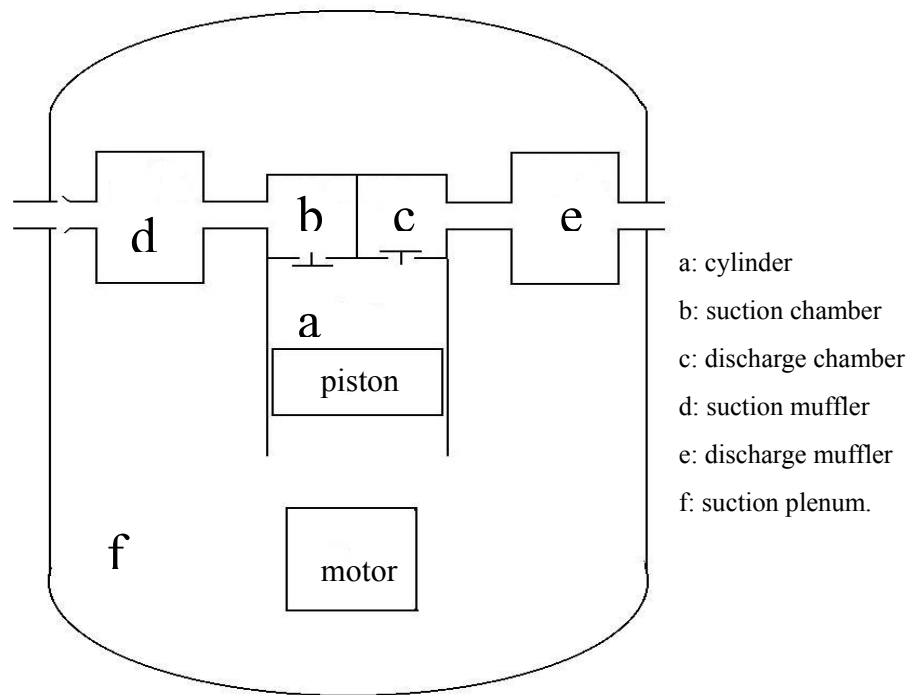 b
c
d
e
a
piston
f
motor
a: cylinder
b: suction chamber
c: discharge chamber
d: suction muffler
e: discharge muffler
f: suction plenum.